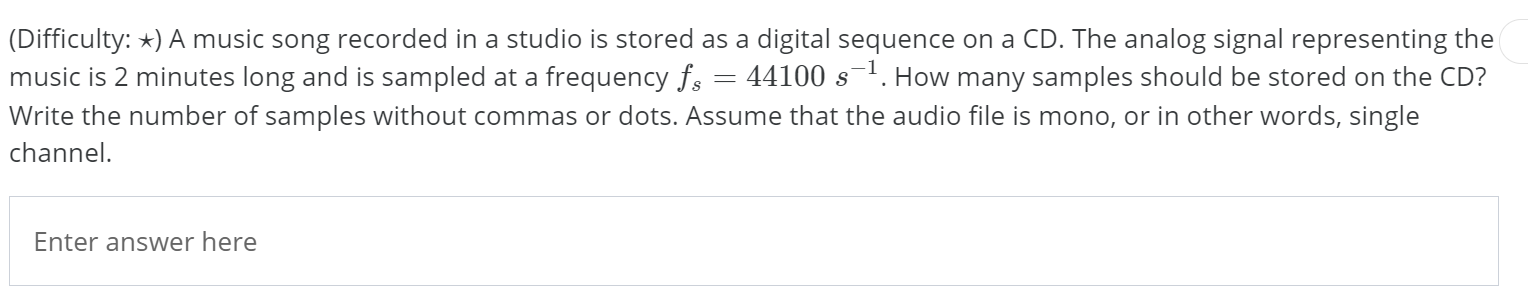 (Difficulty: ⋆) A music song recorded in a studio is stored as a digital sequence on a CD. The analog signal representing the
music is 2 minutes long and is sampled at a frequency fₛ = 44100 s⁻¹. How many samples should be stored on the CD?
Write the number of samples without commas or dots. Assume that the audio file is mono, or in other words, single
channel.
Enter answer here